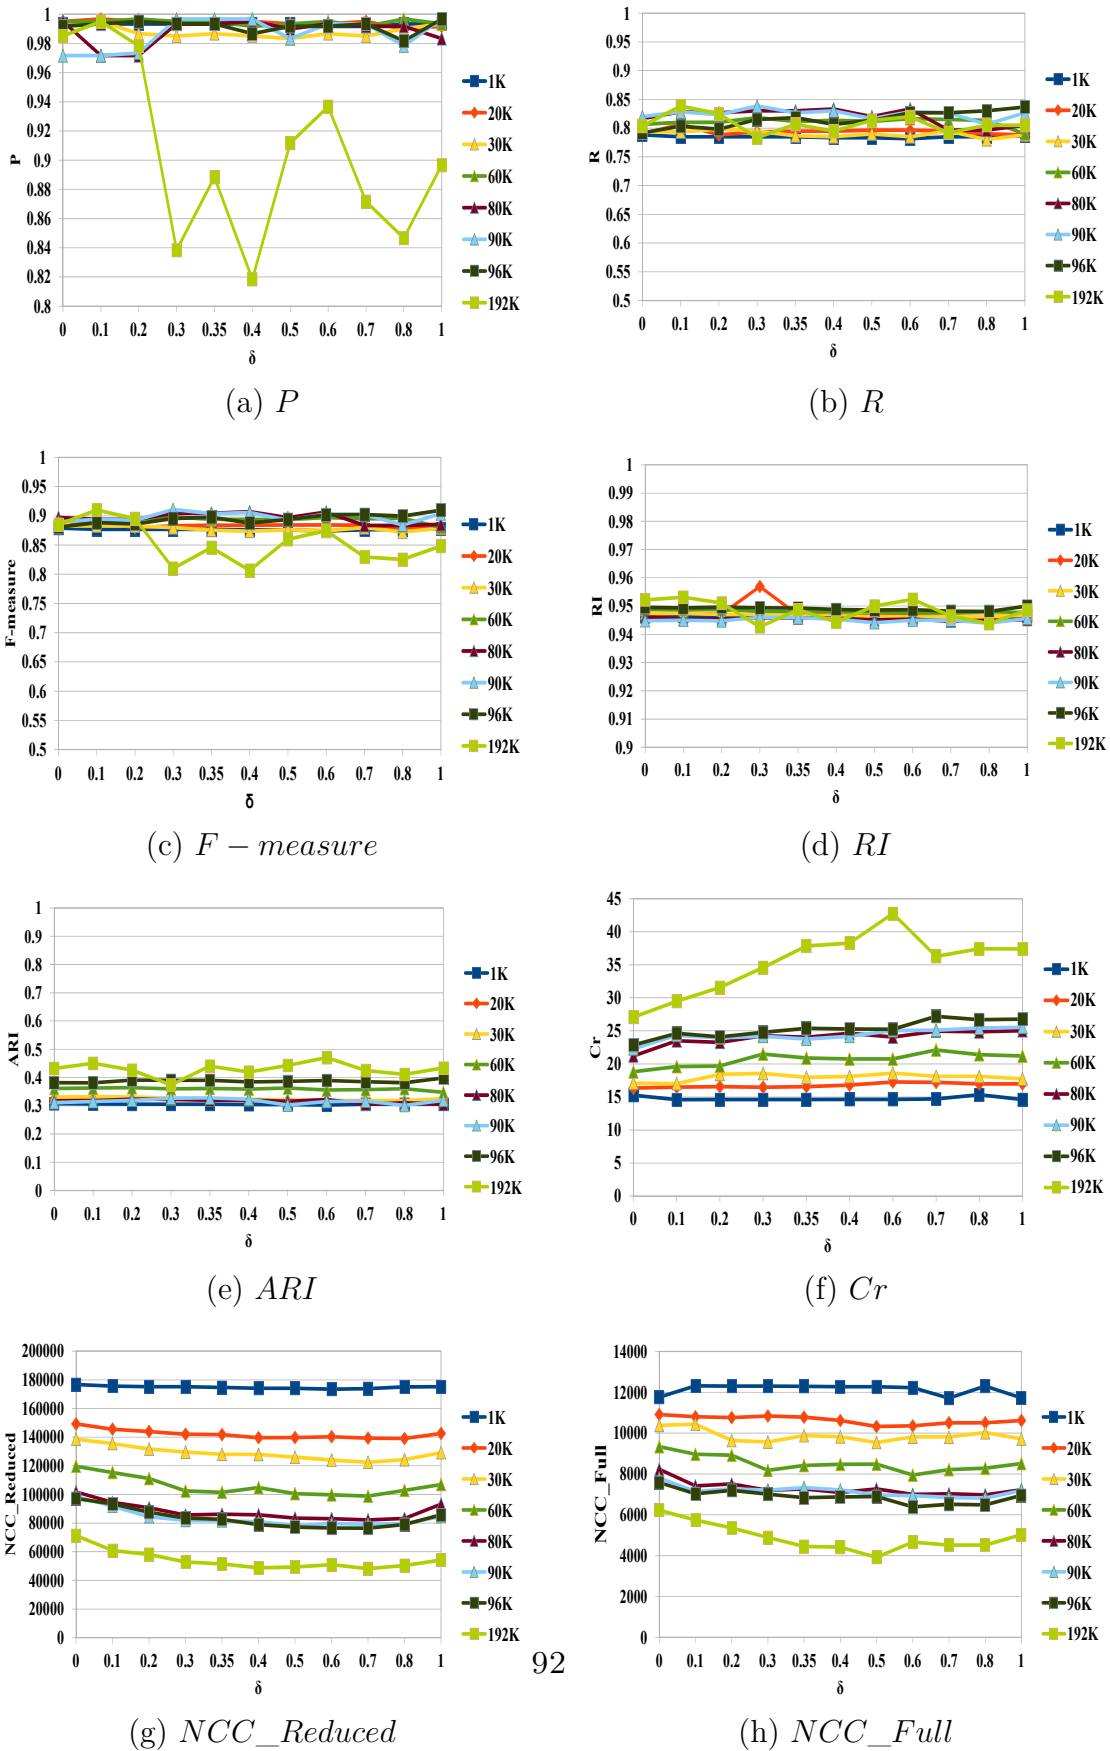 1
0.98
0.96
0.94
0.92
0.9
0.88
0.86
0.84
0.82
0.8
P
0 0.1 0.2 0.3 0.35 0.4 0.5 0.6 0.7 0.8 1
δ
1K
20K
30K
60K
80K
90K
96K
192K
(a) P
1
0.95
0.9
0.85
0.8
0.75
0.7
0.65
0.6
0.55
0.5
R
0 0.1 0.2 0.3 0.35 0.4 0.5 0.6 0.7 0.8 1
δ
1K
20K
30K
60K
80K
90K
96K
192K
(b) R
1
0.95
0.9
0.85
0.8
0.75
0.7
0.65
0.6
0.55
0.5
F-measure
0 0.1 0.2 0.3 0.35 0.4 0.5 0.6 0.7 0.8 1
δ
1K
20K
30K
60K
80K
90K
96K
192K
(c) F − measure
1
0.99
0.98
0.97
0.96
0.95
0.94
0.93
0.92
0.91
0.9
RI
0 0.1 0.2 0.3 0.35 0.4 0.5 0.6 0.7 0.8 1
δ
1K
20K
30K
60K
80K
90K
96K
192K
(d) RI
1
0.9
0.8
0.7
0.6
0.5
0.4
0.3
0.2
0.1
0
ARI
0 0.1 0.2 0.3 0.35 0.4 0.5 0.6 0.7 0.8 1
δ
1K
20K
30K
60K
80K
90K
96K
192K
(e) ARI
45
40
35
30
25
20
15
10
5
0
Cr
0 0.1 0.2 0.3 0.35 0.4 0.6 0.7 0.8 1
δ
1K
20K
30K
60K
80K
90K
96K
192K
(f) Cr
200000
180000
160000
140000
120000
100000
80000
60000
40000
20000
0
NCC_Reduced
0 0.1 0.2 0.3 0.35 0.4 0.5 0.6 0.7 0.8 1
δ
1K
20K
30K
60K
80K
90K
96K
192K
(g) NCC_Reduced
14000
12000
10000
8000
6000
4000
2000
0
NCC_Full
0 0.1 0.2 0.3 0.35 0.4 0.5 0.6 0.7 0.8 1
δ
1K
20K
30K
60K
80K
90K
96K
192K
(h) NCC_Full
92